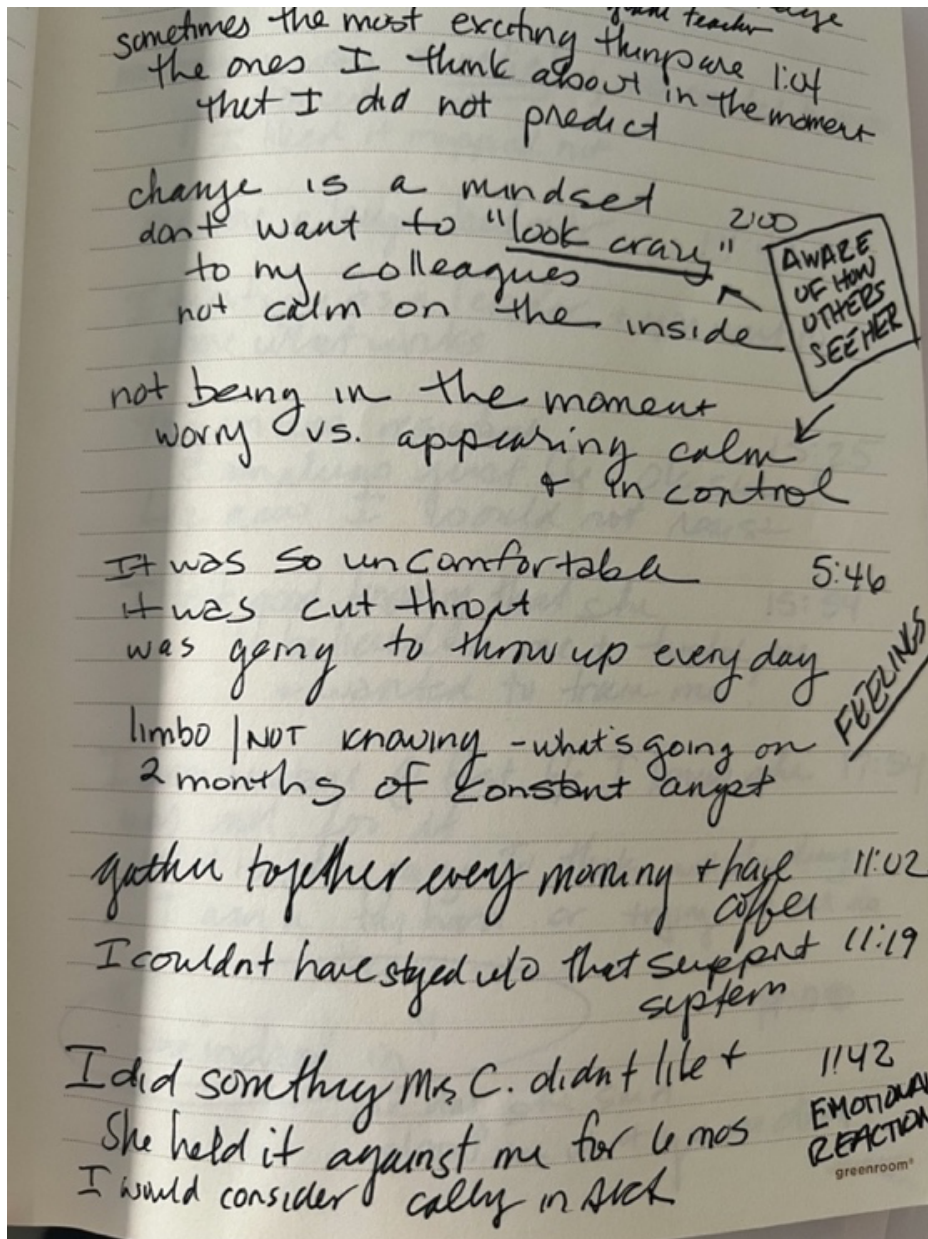 teacher
sometimes the most exciting things are 1:04
the ones I think about in the moment
that I did not predict
change is a mindset
don't want to "look crazy" 2:00
to my colleagues
not calm on the inside
AWARE
OF HOW
OTHERS
SEE HER
not being in the moment
worry vs. appearing calm
+ in control
It was so uncomfortable 5:46
it was cut throat
was going to throw up every day
FEELINGS
limbo | NOT KNOWING - what's going on
2 months of constant angst
gather together every morning + have 11:02
coffee
I couldnt have stayed w/o that support 11:19
system
I did something Mrs C. didnt like + 11:42
She held it against me for 6 mos
EMOTIONAL
REACTION
I would consider cally in sick
greenroom®